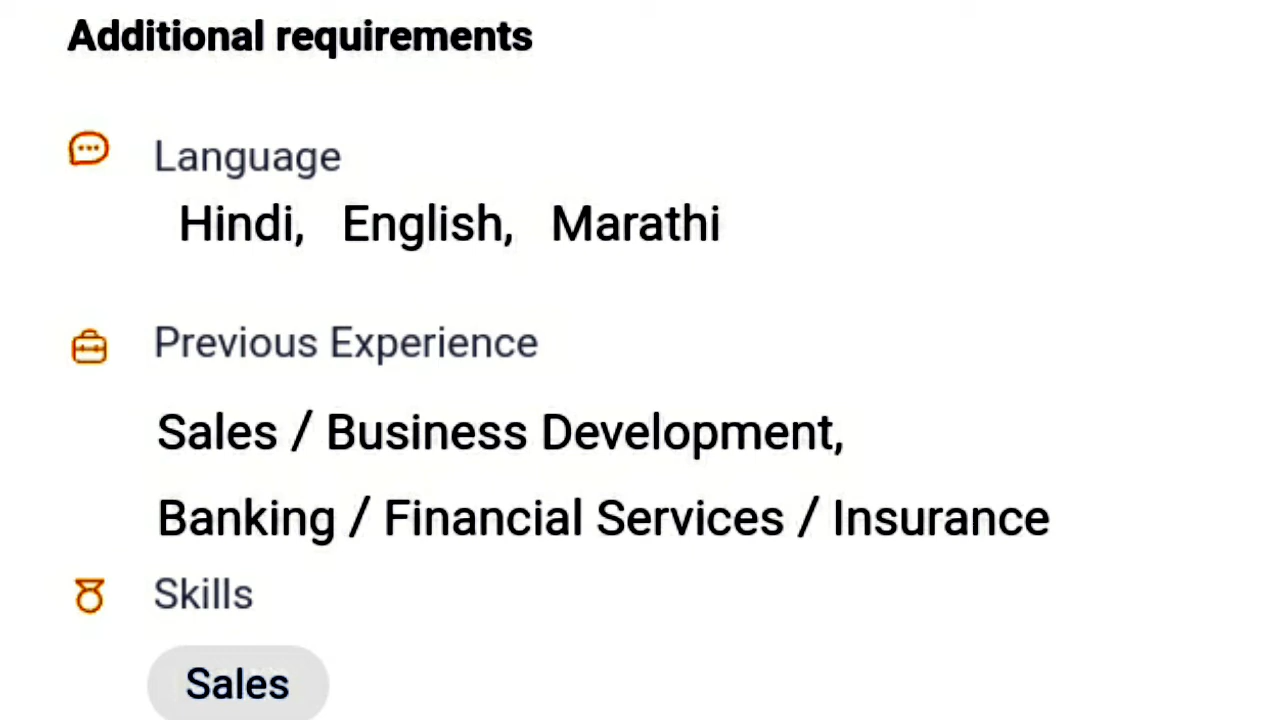 Additional requirements
Language
Hindi, English, Marathi
Previous Experience
Sales / Business Development,
Banking / Financial Services / Insurance
Skills
Sales